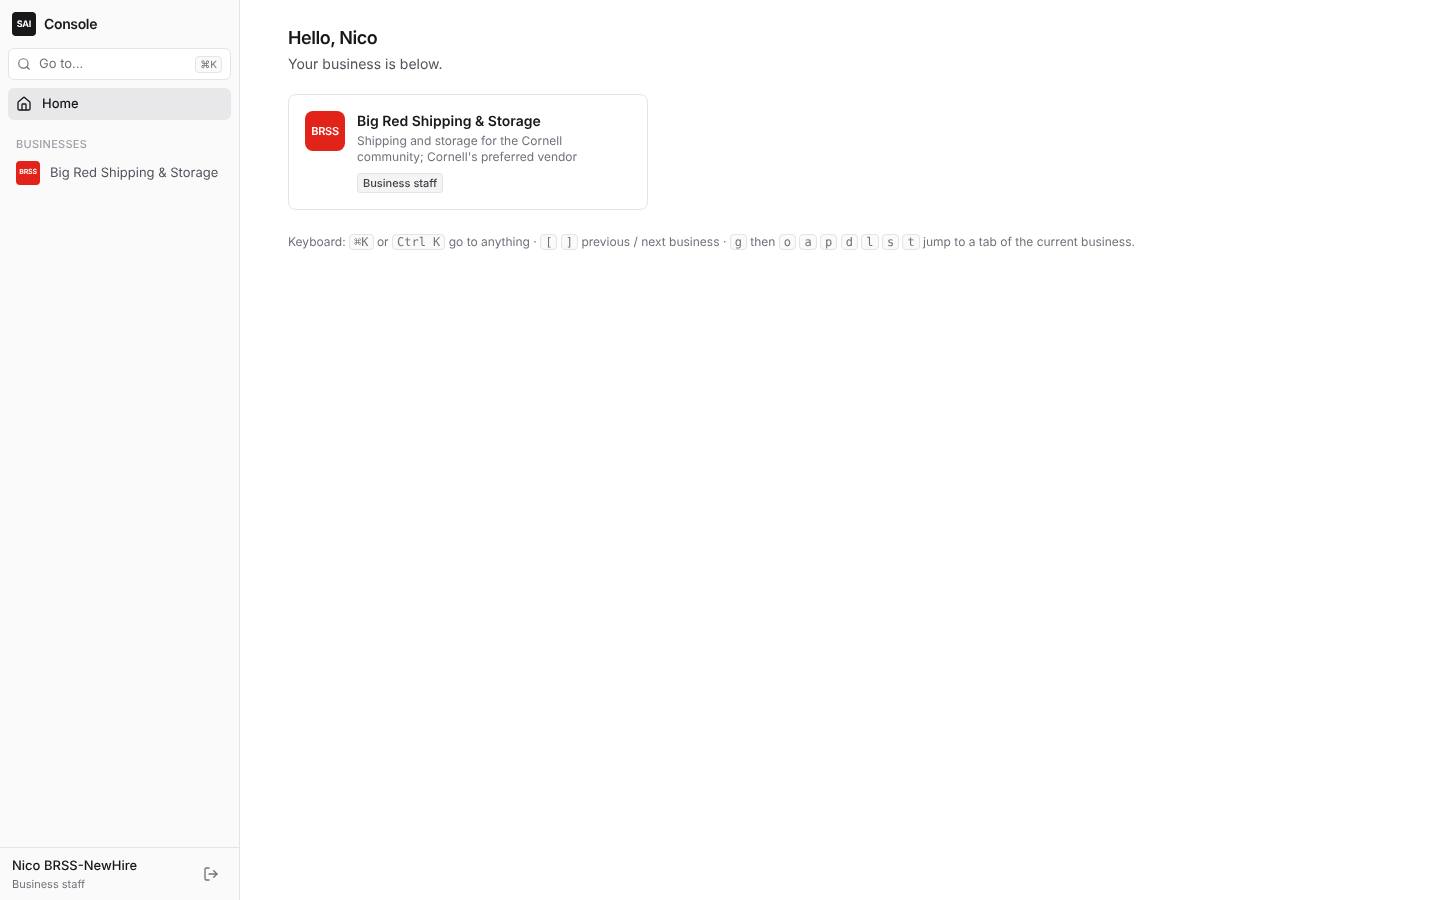 SAI Console
Go to... ⌘K
Home
BUSINESSES
BRSS Big Red Shipping & Storage
Nico BRSS-NewHire
Business staff
Hello, Nico
Your business is below.
BRSS
Big Red Shipping & Storage
Shipping and storage for the Cornell
community; Cornell's preferred vendor
Business staff
Keyboard: ⌘K or Ctrl K go to anything · [ ] previous / next business · g then o a p d l s t jump to a tab of the current business.